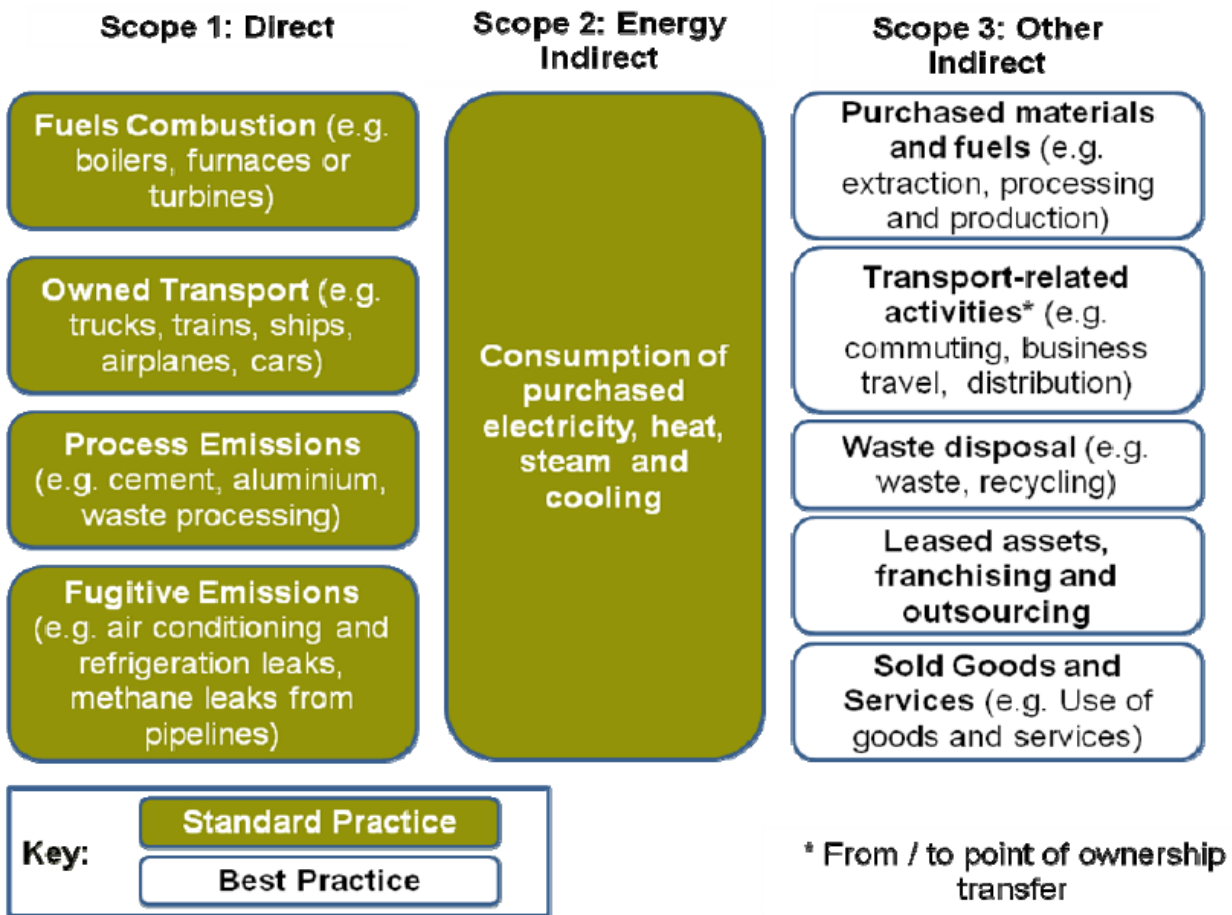 Scope 1: Direct
Fuels Combustion (e.g.
boilers, furnaces or
turbines)
Owned Transport (e.g.
trucks, trains, ships,
airplanes, cars)
Process Emissions
(e.g. cement, aluminium,
waste processing)
Fugitive Emissions
(e.g. air conditioning and
refrigeration leaks,
methane leaks from
pipelines)
Scope 2: Energy
Indirect
Consumption of
purchased
electricity, heat,
steam and
cooling
Scope 3: Other
Indirect
Purchased materials
and fuels (e.g.
extraction, processing
and production)
Transport-related
activities* (e.g.
commuting, business
travel, distribution)
Waste disposal (e.g.
waste, recycling)
Leased assets,
franchising and
outsourcing
Sold Goods and
Services (e.g. Use of
goods and services)
Key:
Standard Practice
Best Practice
* From / to point of ownership
transfer